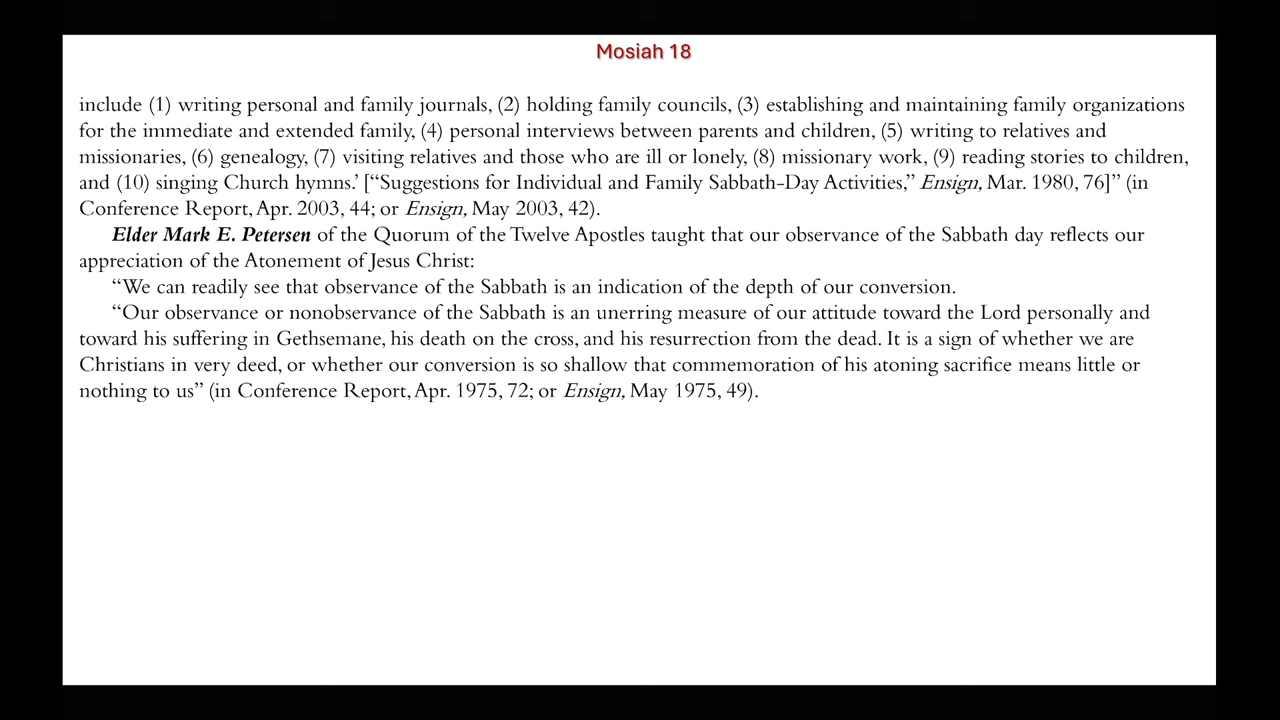 Mosiah 18
include (1) writing personal and family journals, (2) holding family councils, (3) establishing and maintaining family organizations
for the immediate and extended family, (4) personal interviews between parents and children, (5) writing to relatives and
missionaries, (6) genealogy, (7) visiting relatives and those who are ill or lonely, (8) missionary work, (9) reading stories to children,
and (10) singing Church hymns.’ [“Suggestions for Individual and Family Sabbath-Day Activities,” Ensign, Mar. 1980, 76]” (in
Conference Report, Apr. 2003, 44; or Ensign, May 2003, 42).
Elder Mark E. Petersen of the Quorum of the Twelve Apostles taught that our observance of the Sabbath day reflects our
appreciation of the Atonement of Jesus Christ:
“We can readily see that observance of the Sabbath is an indication of the depth of our conversion.
“Our observance or nonobservance of the Sabbath is an unerring measure of our attitude toward the Lord personally and
toward his suffering in Gethsemane, his death on the cross, and his resurrection from the dead. It is a sign of whether we are
Christians in very deed, or whether our conversion is so shallow that commemoration of his atoning sacrifice means little or
nothing to us” (in Conference Report, Apr. 1975, 72; or Ensign, May 1975, 49).